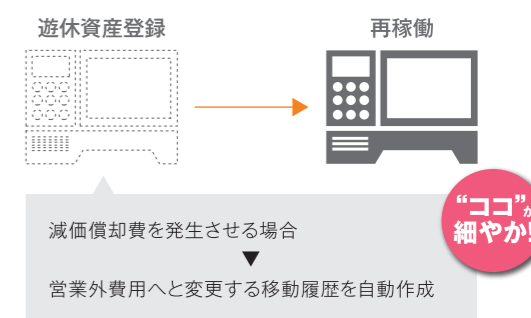 遊休資産登録
再稼働
“ココ”が
細やか!
減価償却費を発生させる場合
▼
営業外費用へと変更する移動履歴を自動作成